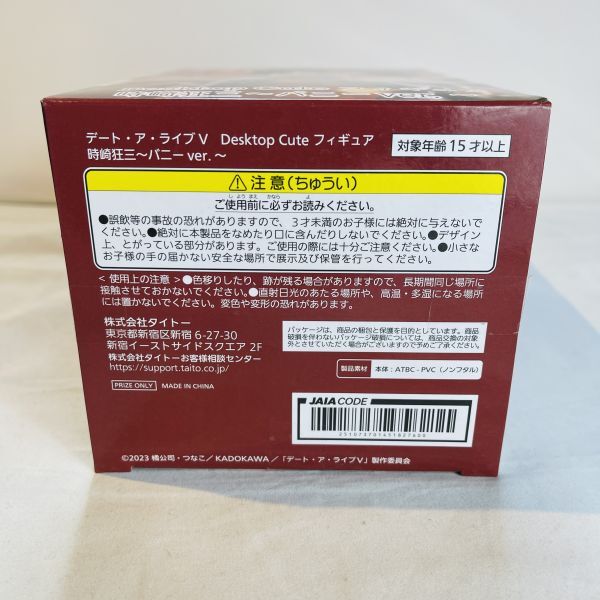 デート・ア・ライブⅤ Desktop Cute フィギュア
時崎狂三～バニー ver. ～
対象年齢 15 才以上
注意(ちゅうい)
ご使用前に必ずお読みください。
●誤飲等の事故の恐れがありますので、3才未満のお子様には絶対に与えないで
ください。●絶対に本製品をなめたり口に含んだりしないでください。●デザイン
上、とがっている部分があります。ご使用の際には十分ご注意ください。●小さな
お子様の手の届かない安全な場所で展示及び保管を行ってください。
< 使用上の注意 >●色移りしたり、跡が残る場合がありますので、長期間同じ場所に
接触させておかないでください。●直射日光のあたる場所や、高温・多湿になる場所
には置かないでください。変色や変形の恐れがあります。
株式会社タイトー
東京都新宿区新宿 6-27-30
新宿イーストサイドスクエア 2F
株式会社タイトーお客様相談センター
https://support.taito.co.jp/
パッケージは、商品の梱包と保護を目的としています。商品
破損を伴わないパッケージ破損については、商品交換の対象
外とさせていただく場合がございますので予めご了承ください。
製品素材 本体：ATBC-PVC（ノンフタル）
PRIZE ONLY MADE IN CHINA
JAIA CODE
©2023 橘公司・つなこ／KADOKAWA／「デート・ア・ライブⅤ」製作委員会